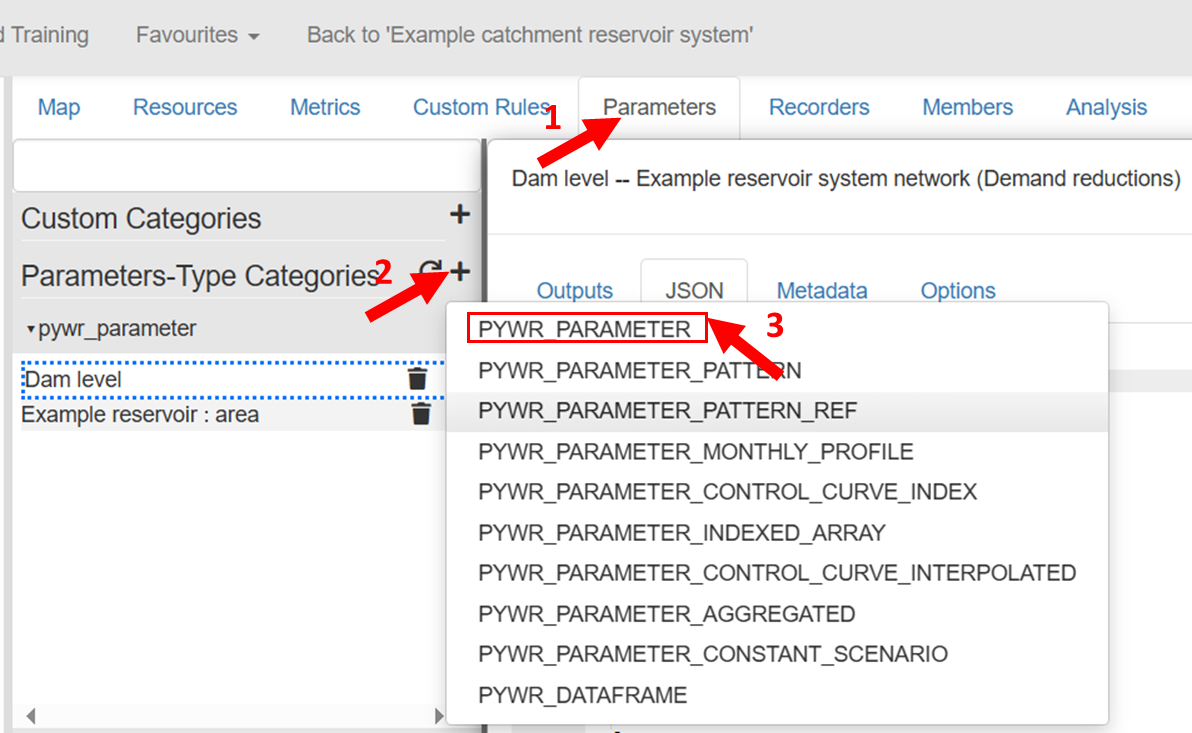 d Training Favourites Back to 'Example catchment reservoir system'
Map Resources Metrics Custom Rules Parameters Recorders Members Analysis
1
Dam level -- Example reservoir system network (Demand reductions)
Custom Categories +
Parameters-Type Categories +
2
Outputs JSON Metadata Options
pywr_parameter
Dam level
Example reservoir : area
PYWR_PARAMETER
3
PYWR_PARAMETER_PATTERN
PYWR_PARAMETER_PATTERN_REF
PYWR_PARAMETER_MONTHLY_PROFILE
PYWR_PARAMETER_CONTROL_CURVE_INDEX
PYWR_PARAMETER_INDEXED_ARRAY
PYWR_PARAMETER_CONTROL_CURVE_INTERPOLATED
PYWR_PARAMETER_AGGREGATED
PYWR_PARAMETER_CONSTANT_SCENARIO
PYWR_DATAFRAME